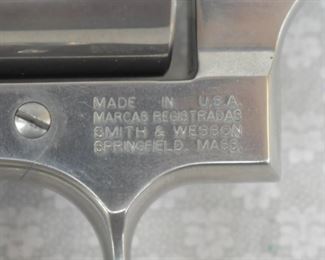 MADE IN U.S.A.
MARCAS REGISTRADAS
SMITH & WESSON
SPRINGFIELD, MASS.